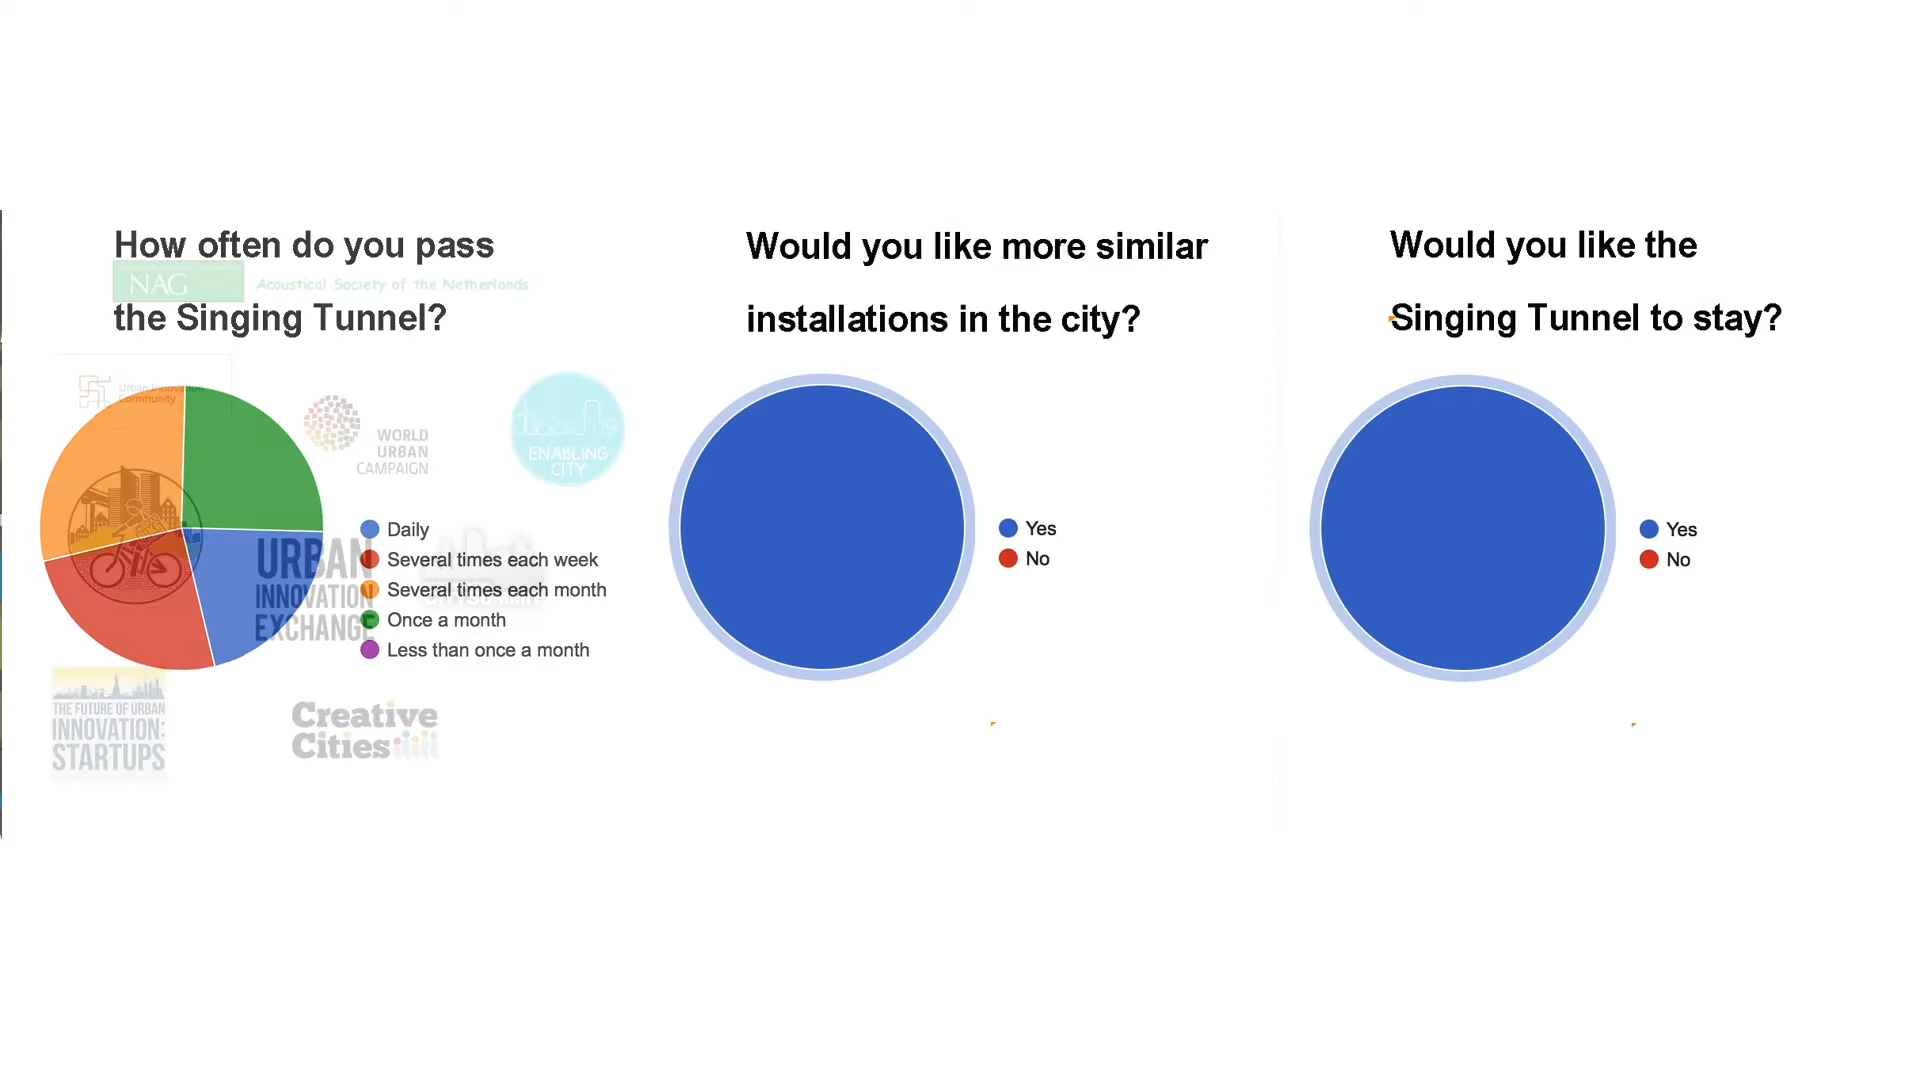 How often do you pass
the Singing Tunnel?
NAG
Acoustical Society of the Netherlands
Urban Innovation
Community
WORLD
URBAN
CAMPAIGN
ENABLING
CITY
Daily
Several times each week
Several times each month
Once a month
Less than once a month
URBAN
INNOVATION
EXCHANGE
THE FUTURE OF URBAN
INNOVATION:
STARTUPS
Creative
Cities
Would you like more similar
installations in the city?
Yes
No
Would you like the
Singing Tunnel to stay?
Yes
No